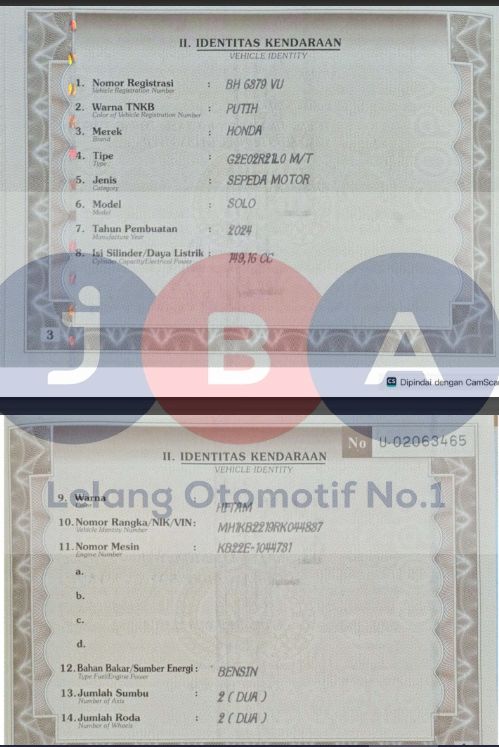 II. IDENTITAS KENDARAAN
VEHICLE IDENTITY
1. Nomor Registrasi : BH 6879 VU
Vehicle Registration Number
2. Warna TNKB : PUTIH
Color of Vehicle Registration Number
3. Merek : HONDA
Brand
4. Tipe : G2E02R21L0 M/T
Type
5. Jenis : SEPEDA MOTOR
Category
6. Model : SOLO
Model
7. Tahun Pembuatan : 2024
Manufacture Year
8. Isi Silinder/Daya Listrik : 149,16 CC
Cylinder Capacity/Electrical Power
3
JBA
CS Dipindai dengan CamSca
No U-02063465
II. IDENTITAS KENDARAAN
VEHICLE IDENTITY
Lelang Otomotif No.1
9. Warna : HITAM
Color
10. Nomor Rangka/NIK/VIN :
Vehicle Identity Number
11. Nomor Mesin : KB22E-1044781
Engine Number
a.
b.
c.
d.
12. Bahan Bakar/Sumber Energi : BENSIN
Type Fuel/Engine Power
13. Jumlah Sumbu : 2 ( DUA )
Number of Axis
14. Jumlah Roda : 2 ( DUA )
Number of Wheels